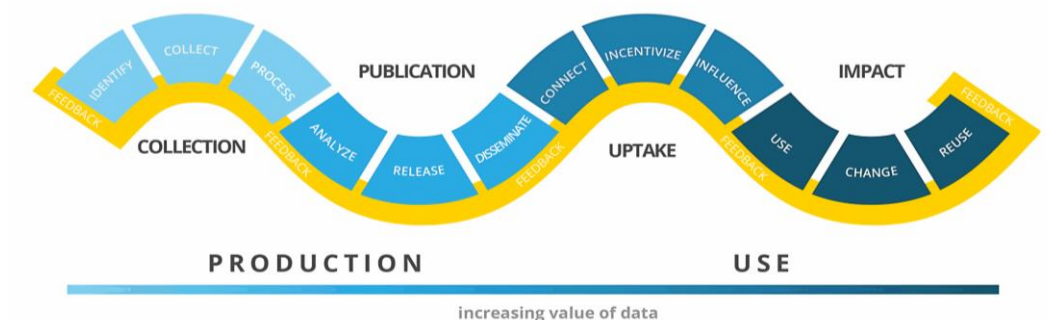 IDENTIFY
COLLECT
PROCESS
FEEDBACK
COLLECTION
PUBLICATION
ANALYZE
RELEASE
DISSEMINATE
FEEDBACK
FEEDBACK
CONNECT
INCENTIVIZE
INFLUENCE
UPTAKE
IMPACT
USE
CHANGE
REUSE
FEEDBACK
FEEDBACK
PRODUCTION
USE
increasing value of data